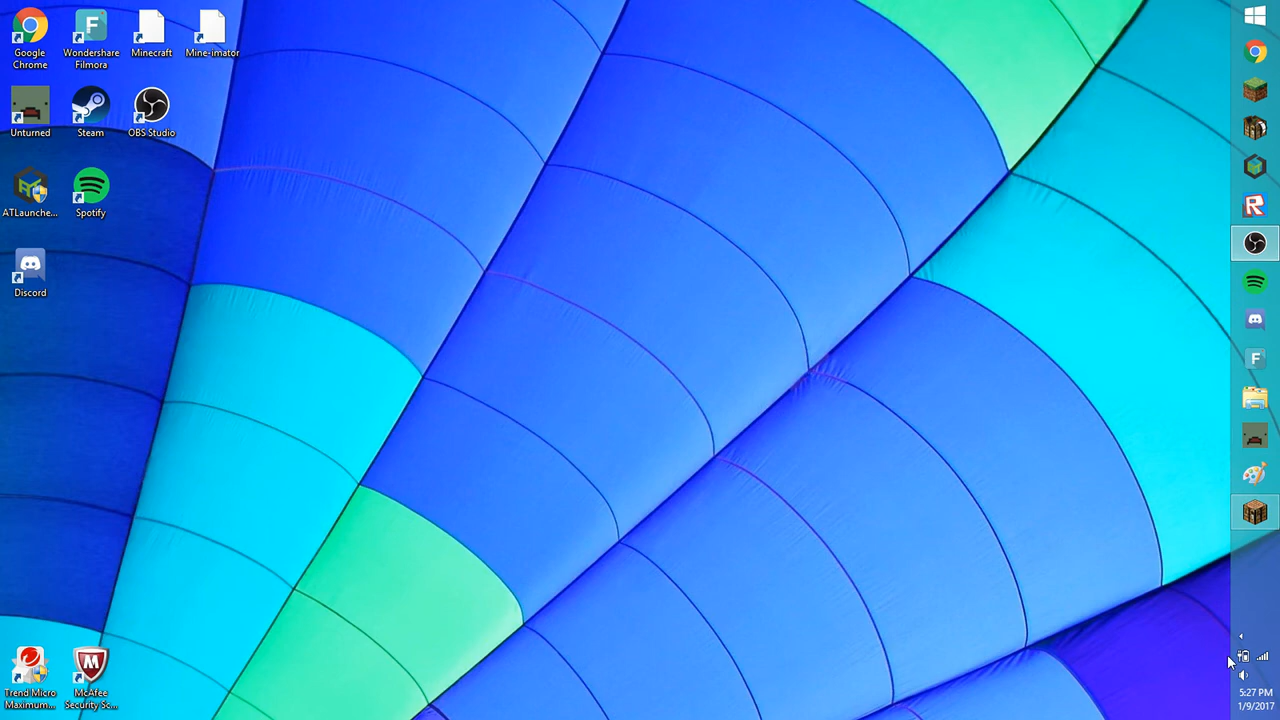 Google
Chrome
Wondershare
Filmora
Minecraft
Mine-imator
Unturned
Steam
OBS Studio
ATLaunche...
Spotify
Discord
Trend Micro
Maximum...
McAfee
Security Sc...
5:27 PM
1/9/2017